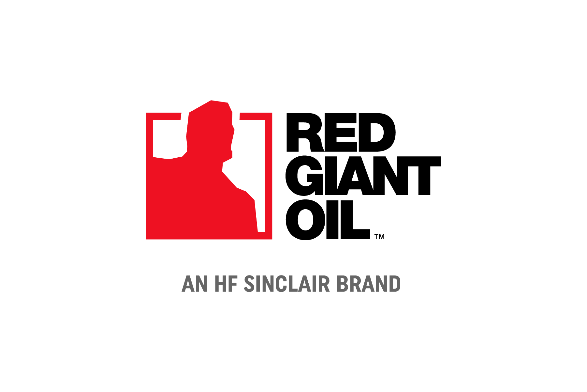 RED
GIANT
OIL ™
AN HF SINCLAIR BRAND